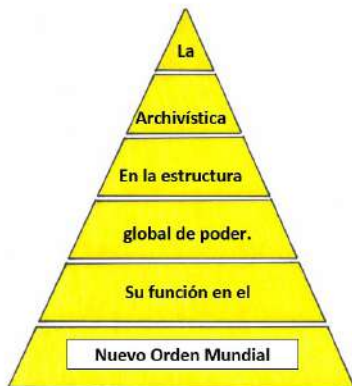 La
Archivística
En la estructura
global de poder.
Su función en el
Nuevo Orden Mundial